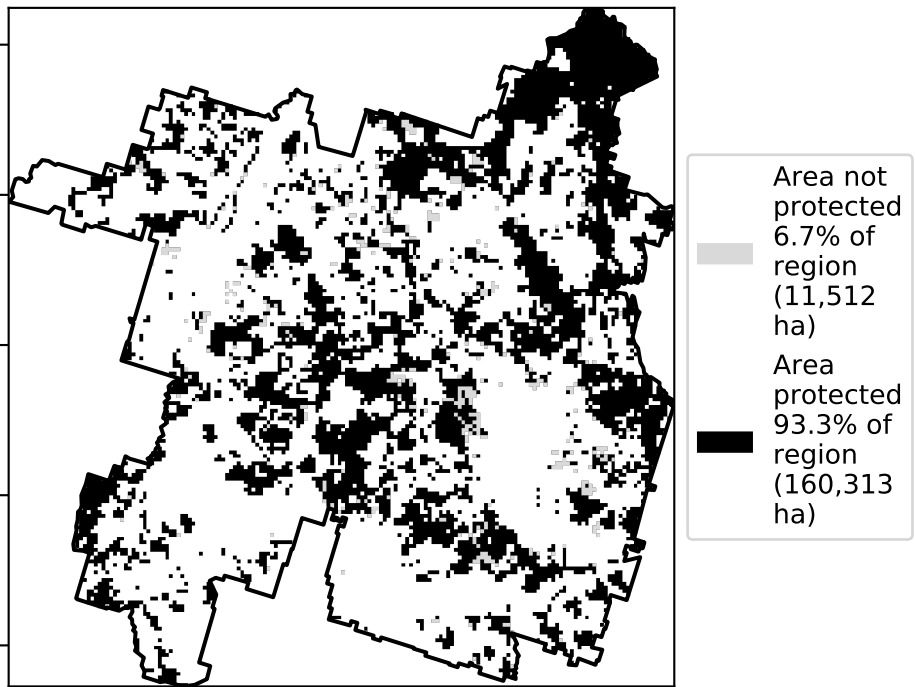 Area not
protected
6.7% of
region
(11,512
ha)
Area
protected
93.3% of
region
(160,313
ha)